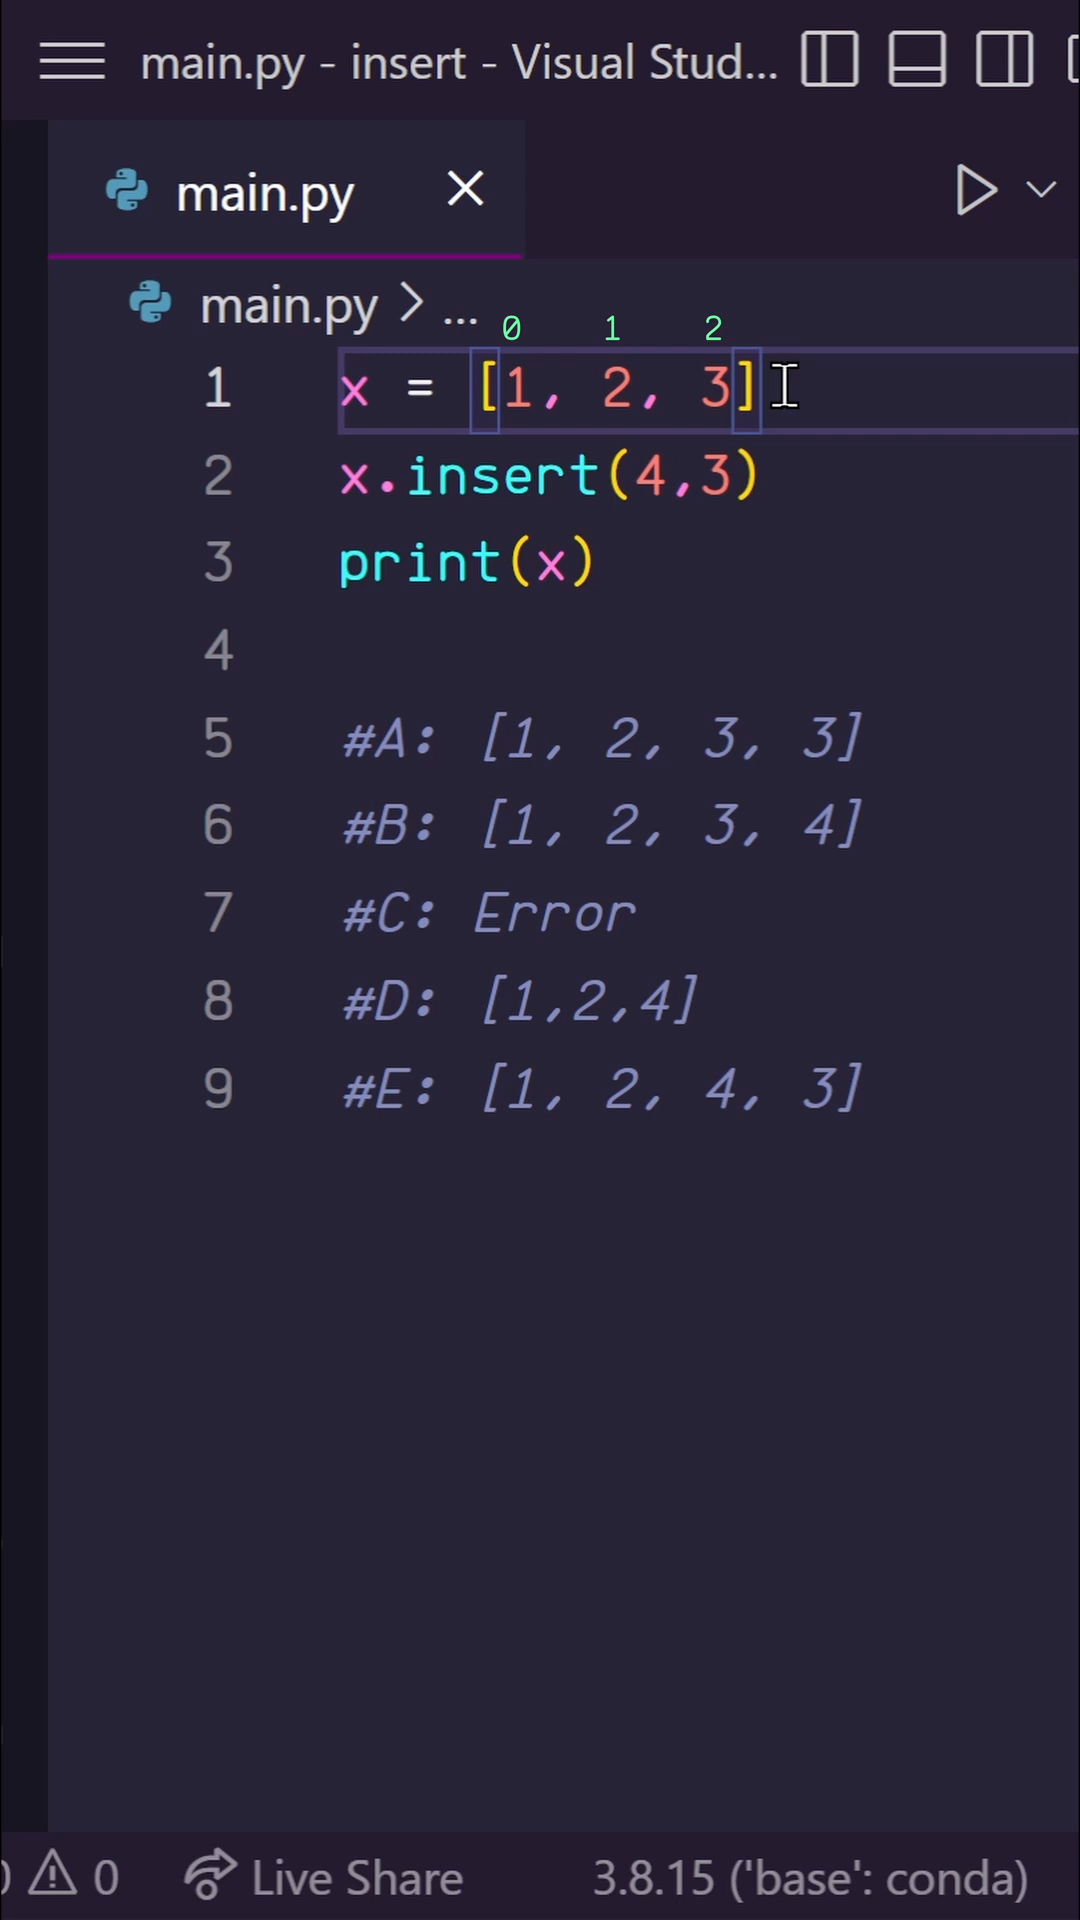 main.py - insert - Visual Stud...
main.py
main.py > ...
0 1 2
1 x = [1, 2, 3]
2 x.insert(4,3)
3 print(x)
4
5 #A: [1, 2, 3, 3]
6 #B: [1, 2, 3, 4]
7 #C: Error
8 #D: [1,2,4]
9 #E: [1, 2, 4, 3]
0 Live Share 3.8.15 ('base': conda)